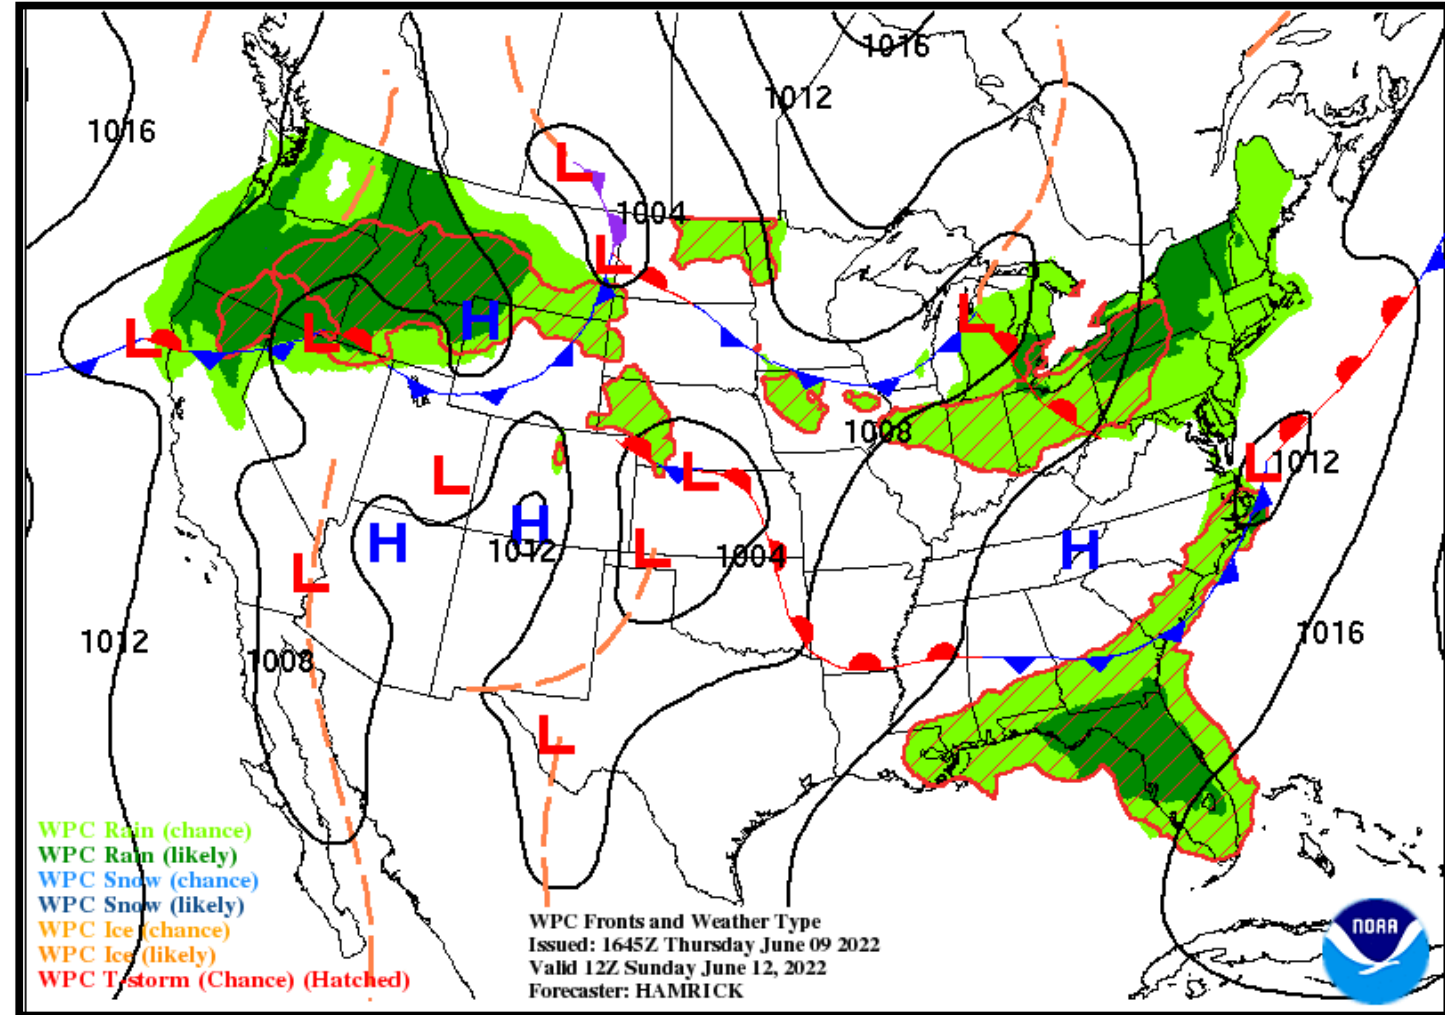 1016
1012
1016
1004
1008
1012
1012
1004
1012
1008
1016
L
L
L
L
L
L
L
L
L
L
L
H
H
H
H
WPC Rain (chance)
WPC Rain (likely)
WPC Snow (chance)
WPC Snow (likely)
WPC Ice (chance)
WPC Ice (likely)
WPC T-storm (Chance) (Hatched)
WPC Fronts and Weather Type
Issued: 1645Z Thursday June 09 2022
Valid 12Z Sunday June 12, 2022
Forecaster: HAMRICK
NOAA